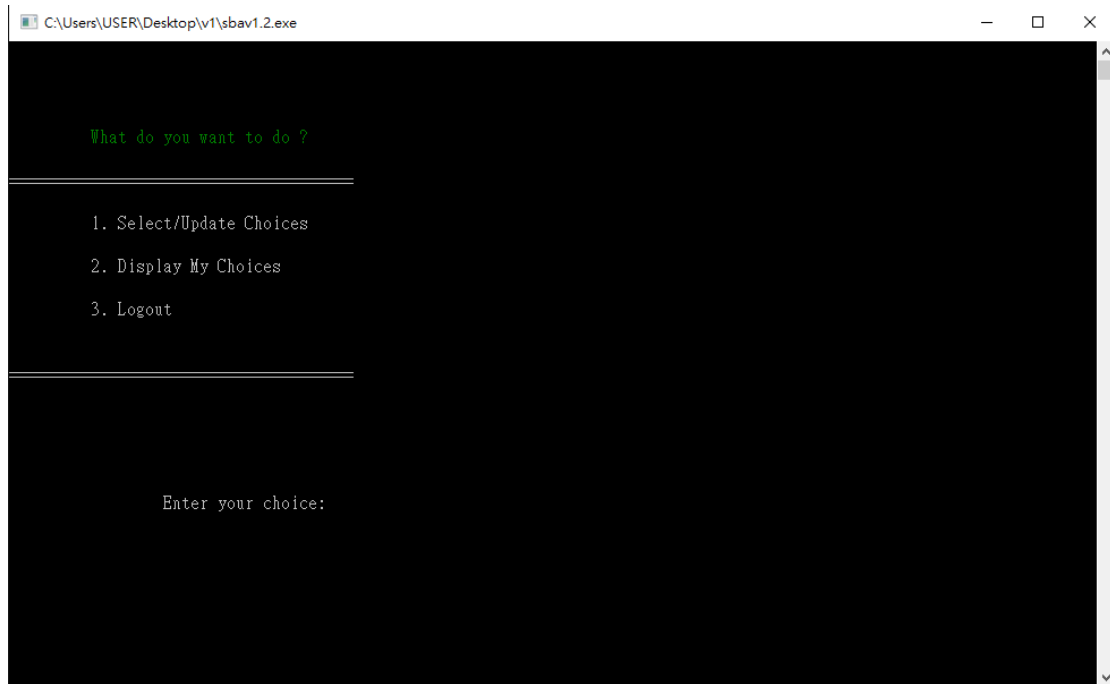 C:\Users\USER\Desktop\v1\sbav1.2.exe
What do you want to do ?
1. Select/Update Choices
2. Display My Choices
3. Logout
Enter your choice: